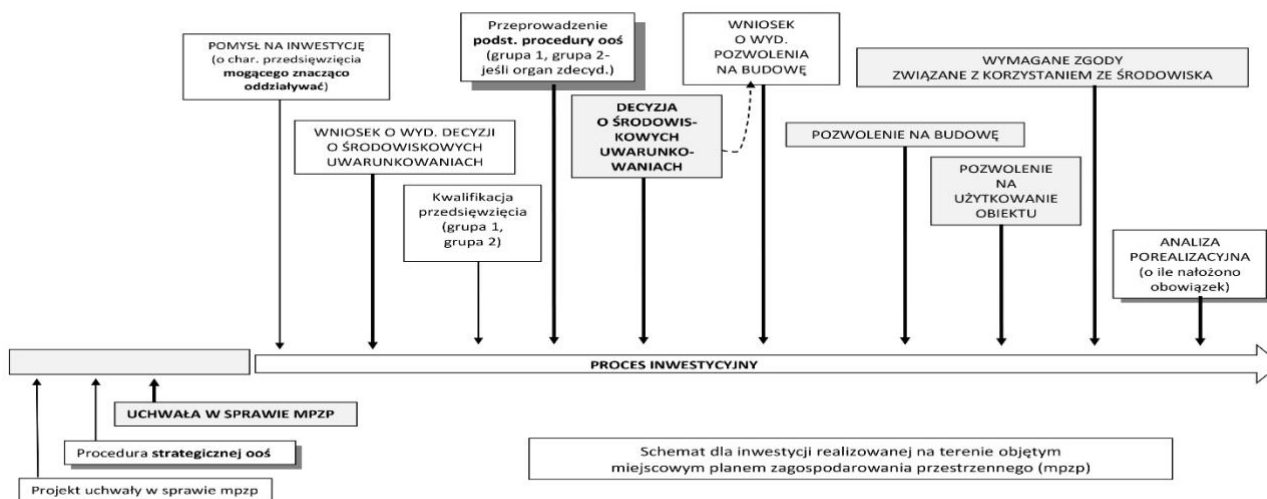 POMYSŁ NA INWESTYCJĘ
(o char. przedsięwzięcia
mogącego znacząco
oddziaływać)
WNIOSEK O WYD. DECYZJI
O ŚRODOWISKOWYCH
UWARUNKOWANIACH
Kwalifikacja
przedsięwzięcia
(grupa 1,
grupa 2)
Przeprowadzenie
podst. procedury ooś
(grupa 1, grupa 2-
jeśli organ zdecyd.)
DECYZJA
O ŚRODOWIS-
KOWYCH
UWARUNKO-
WANIACH
WNIOSEK
O WYD.
POZWOLENIA
NA BUDOWĘ
POZWOLENIE NA BUDOWĘ
POZWOLENIE
NA
UŻYTKOWANIE
OBIEKTU
WYMAGANE ZGODY
ZWIĄZANE Z KORZYSTANIEM ZE ŚRODOWISKA
ANALIZA
POREALIZACYJNA
(o ile nałożono
obowiązek)
PROCES INWESTYCYJNY
UCHWAŁA W SPRAWIE MPZP
Procedura strategicznej ooś
Projekt uchwały w sprawie mpzp
Schemat dla inwestycji realizowanej na terenie objętym
miejscowym planem zagospodarowania przestrzennego (mpzp)